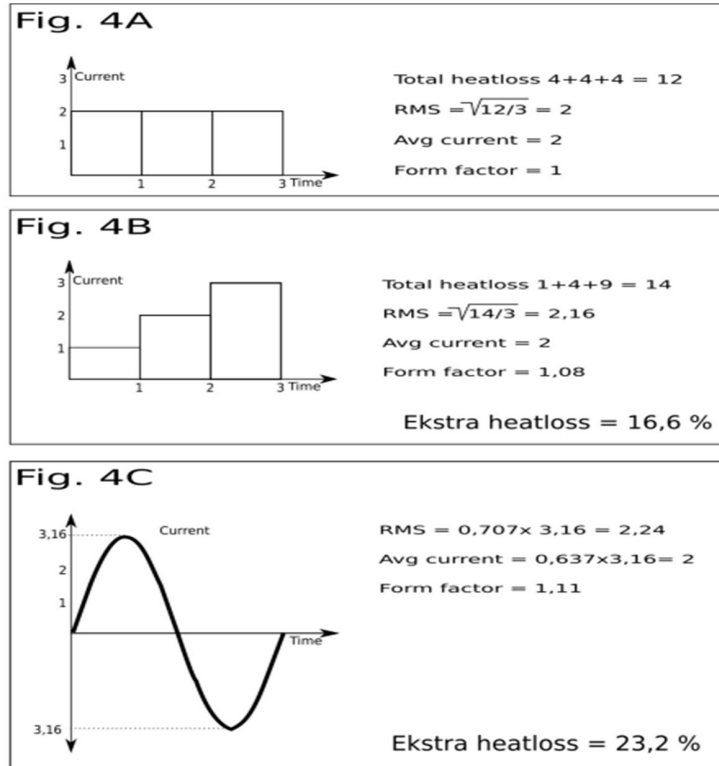 Fig. 4A
3 Current
2
1
1 2 3 Time
Total heatloss 4+4+4 = 12
RMS = √12/3 = 2
Avg current = 2
Form factor = 1
Fig. 4B
3 Current
2
1
1 2 3 Time
Total heatloss 1+4+9 = 14
RMS = √14/3 = 2,16
Avg current = 2
Form factor = 1,08
Ekstra heatloss = 16,6 %
Fig. 4C
3,16
Current
2
1
Time
3,16
RMS = 0,707x 3,16 = 2,24
Avg current = 0,637x3,16= 2
Form factor = 1,11
Ekstra heatloss = 23,2 %